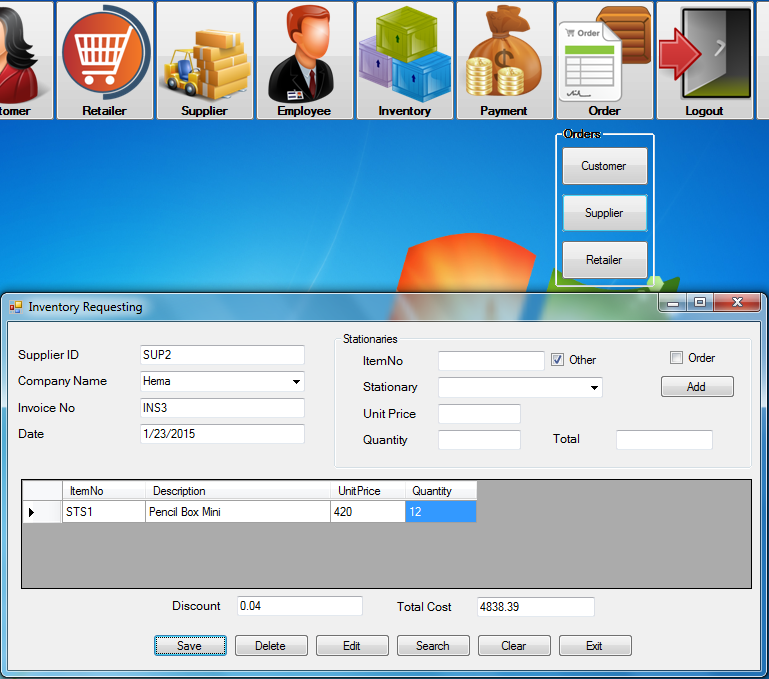 tomer Retailer Supplier Employee Inventory Payment Order Logout
Order
Orders
Customer
Supplier
Retailer
Inventory Requesting
Supplier ID SUP2
Company Name Hema
Invoice No INS3
Date 1/23/2015
Stationaries
ItemNo Other Order
Stationary Add
Unit Price
Quantity Total
ItemNo Description UnitPrice Quantity
STS1 Pencil Box Mini 420 12
Discount 0.04 Total Cost 4838.39
Save Delete Edit Search Clear Exit